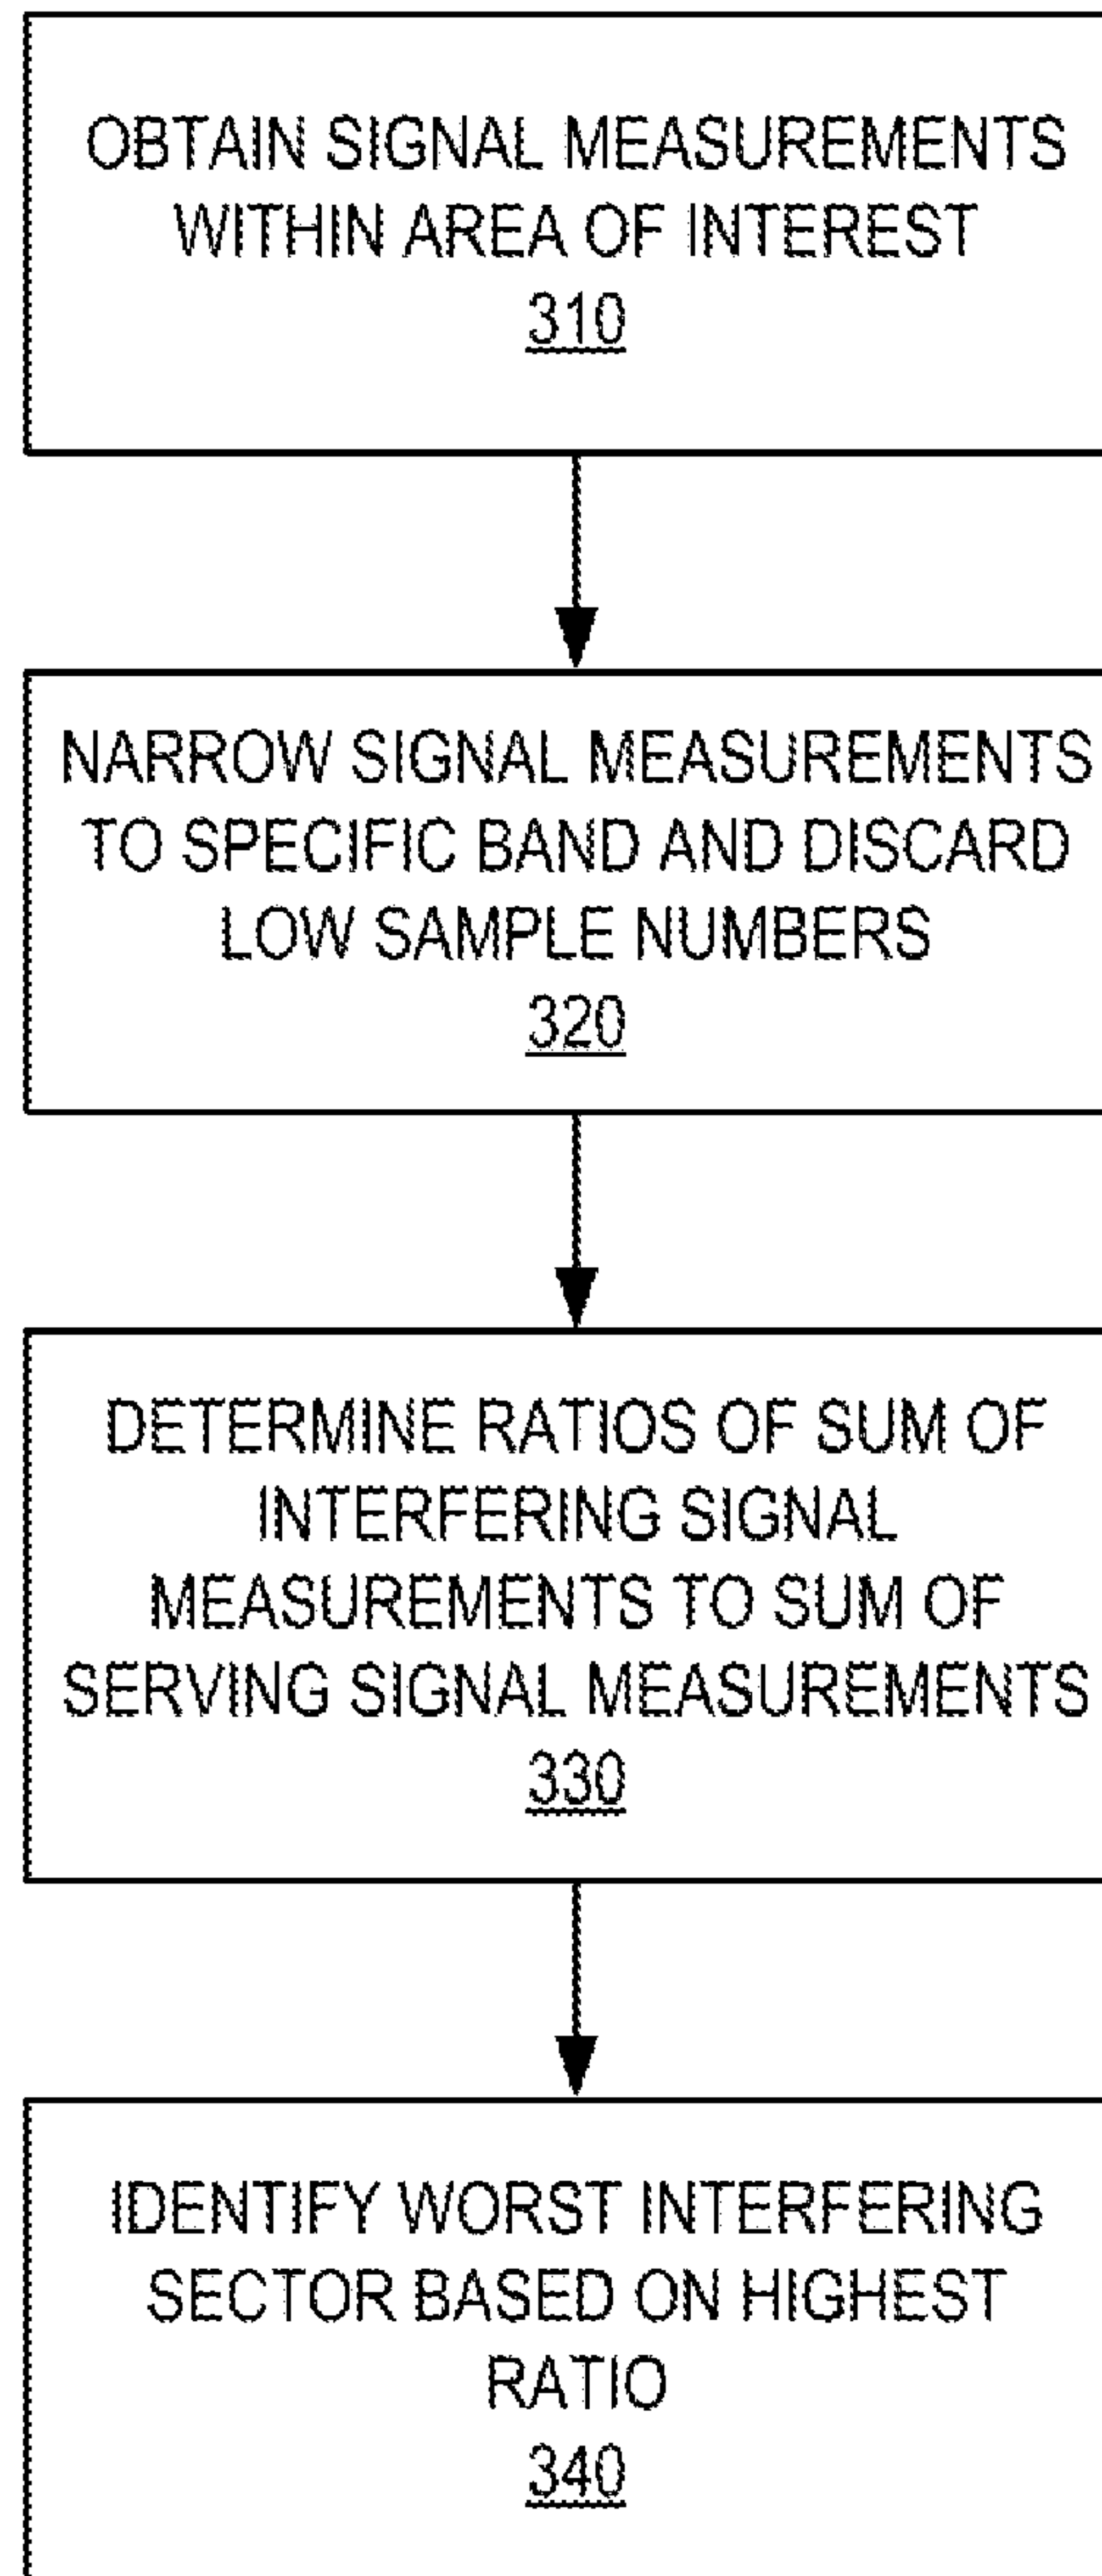 OBTAIN SIGNAL MEASUREMENTS
WITHIN AREA OF INTEREST
310
NARROW SIGNAL MEASUREMENTS
TO SPECIFIC BAND AND DISCARD
LOW SAMPLE NUMBERS
320
DETERMINE RATIOS OF SUM OF
INTERFERING SIGNAL
MEASUREMENTS TO SUM OF
SERVING SIGNAL MEASUREMENTS
330
IDENTIFY WORST INTERFERING
SECTOR BASED ON HIGHEST
RATIO
340